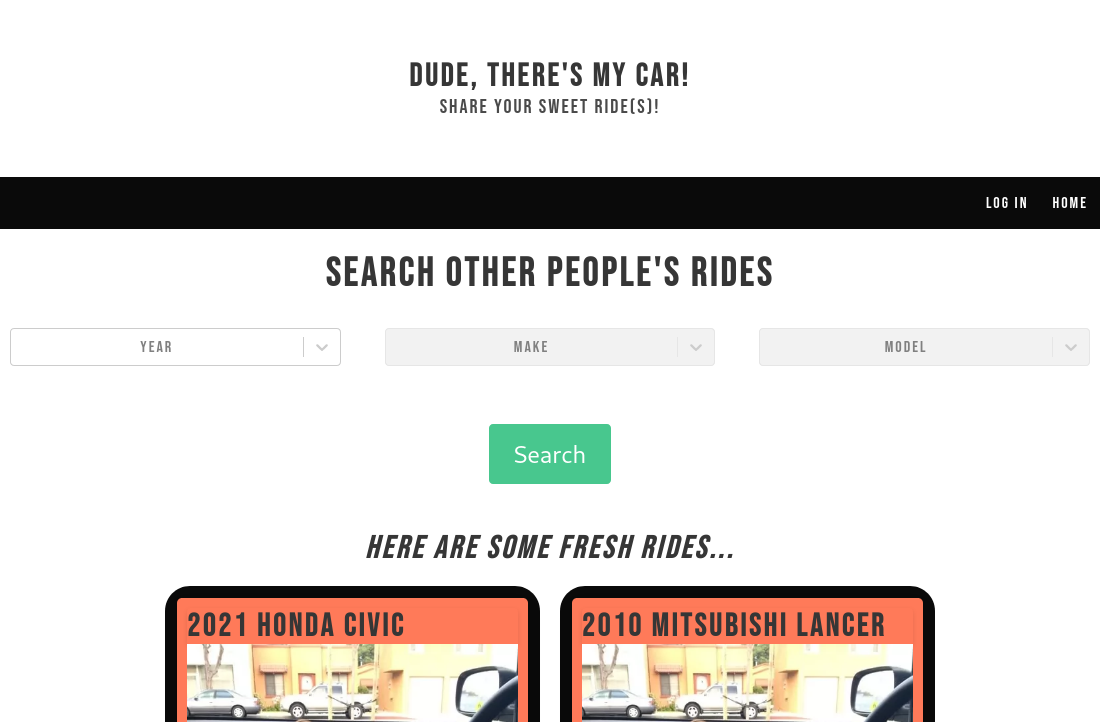 DUDE, THERE'S MY CAR!
SHARE YOUR SWEET RIDE(S)!
LOG IN HOME
SEARCH OTHER PEOPLE'S RIDES
YEAR MAKE MODEL
Search
HERE ARE SOME FRESH RIDES...
2021 HONDA CIVIC 2010 MITSUBISHI LANCER